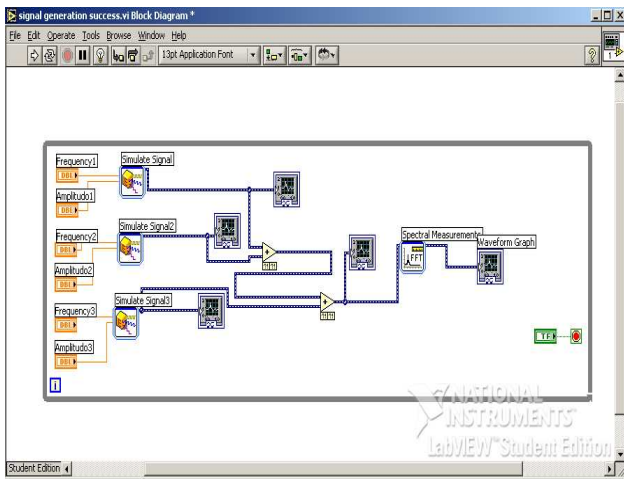 signal generation success.vi Block Diagram *
File Edit Operate Tools Browse Window Help
13pt Application Font
?
1
Frequency1
DBL
Amplitudo1
DBL
Simulate Signal
Frequency2
DBL
Amplitudo2
DBL
Simulate Signal2
Frequency3
DBL
Amplitudo3
DBL
Simulate Signal3
Spectral Measurements
FFT
Waveform Graph
TF
i
NATIONAL
INSTRUMENTS
LabVIEW™ Student Edition
Student Edition